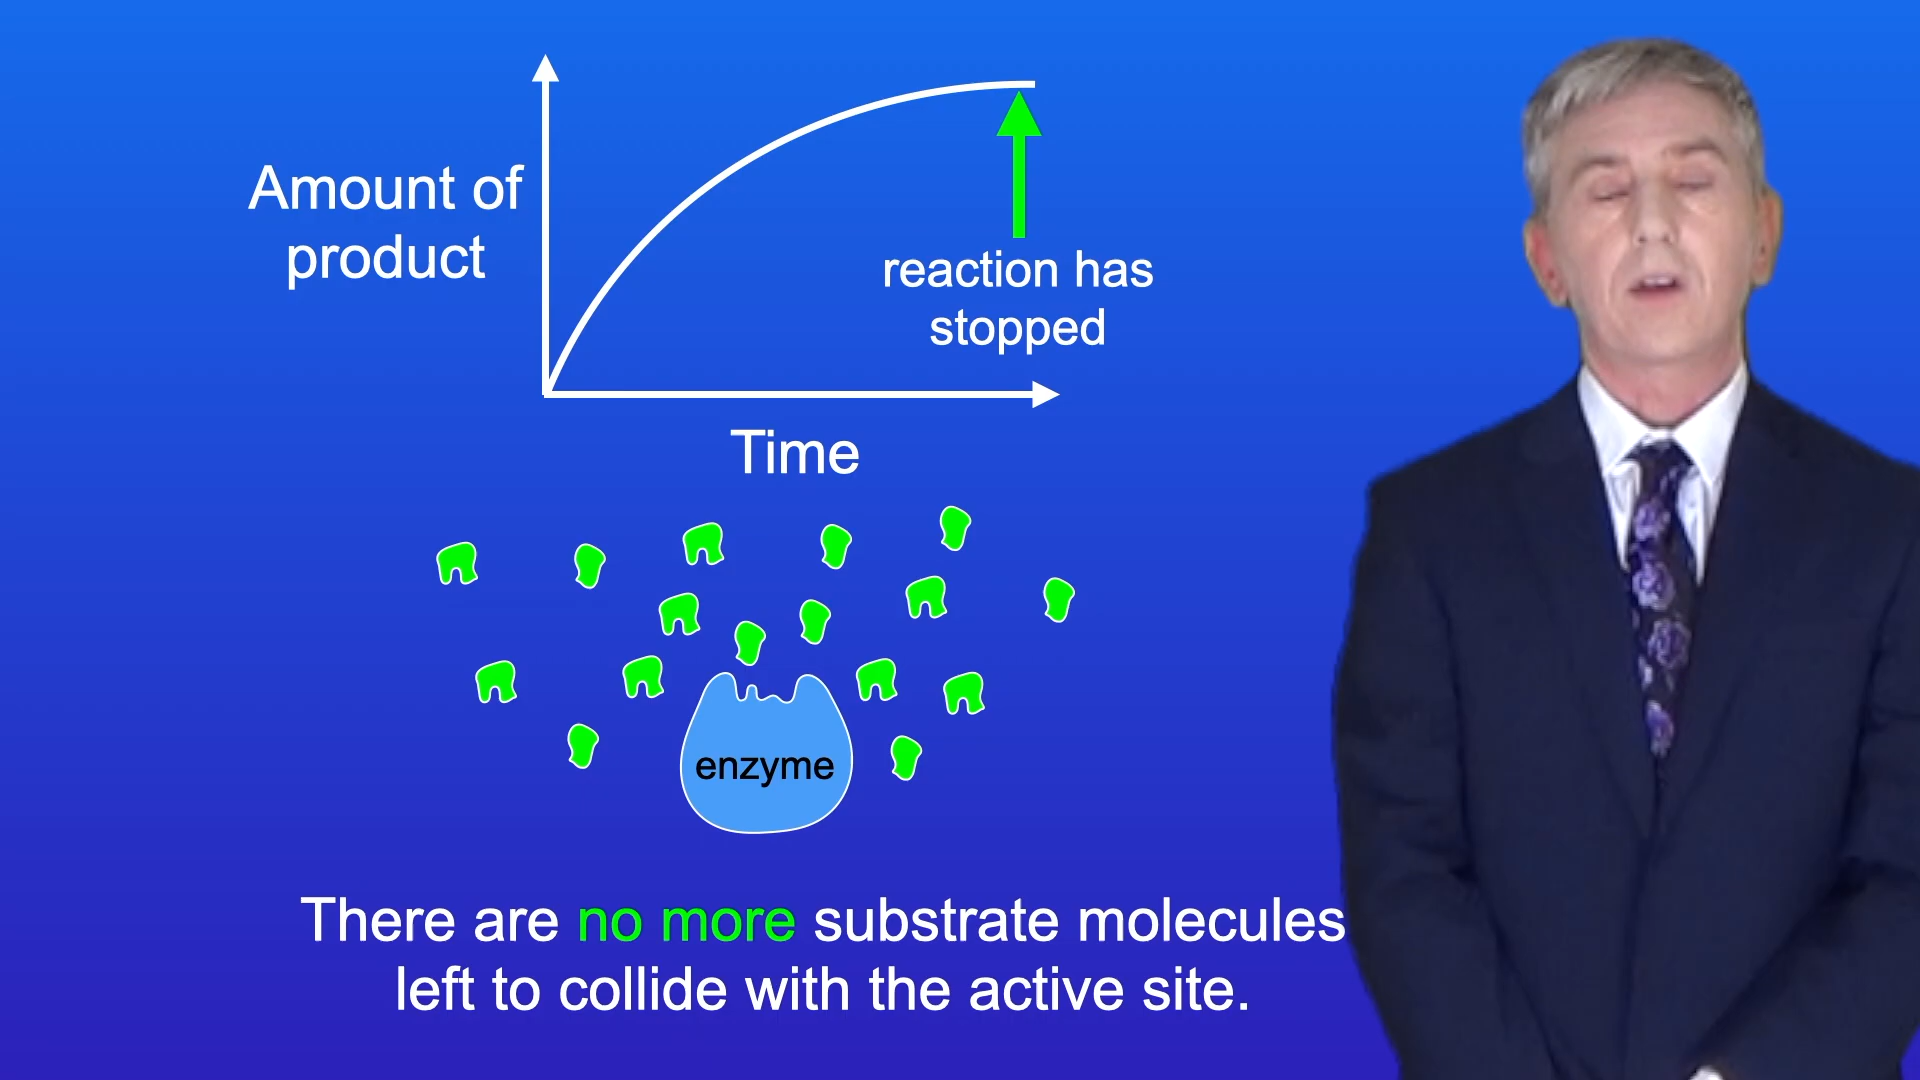 Amount of
product
reaction has
stopped
Time
enzyme
There are no more substrate molecules
left to collide with the active site.